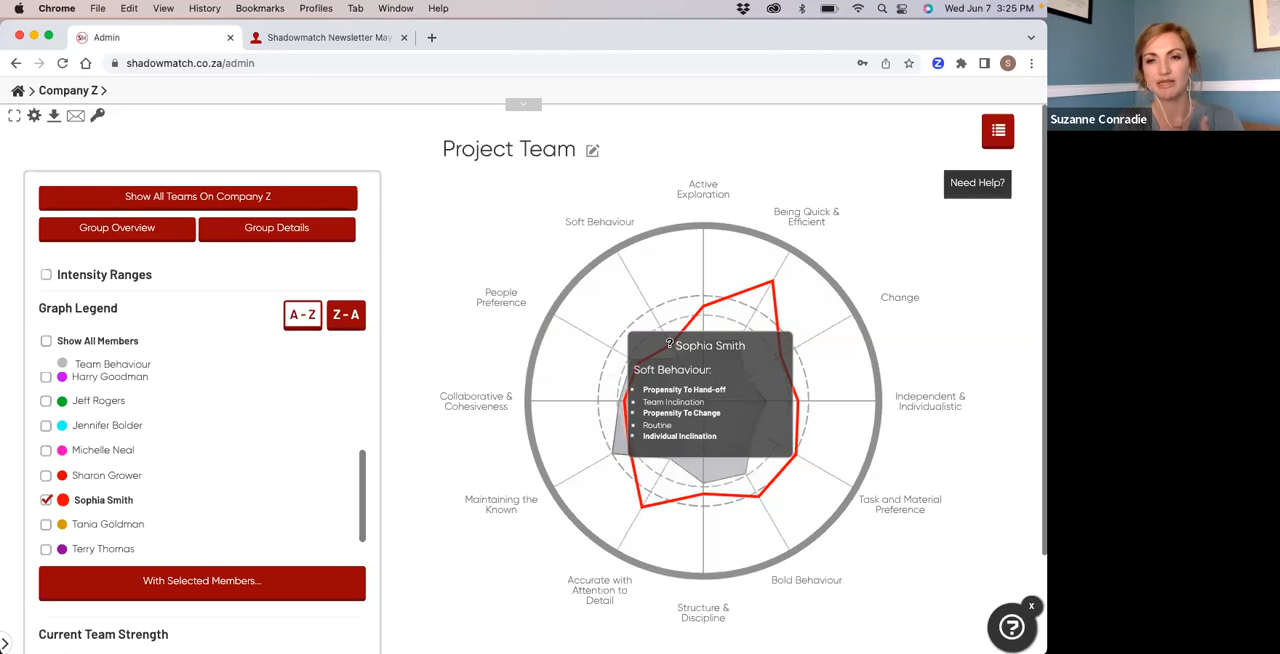 Chrome File Edit View History Bookmarks Profiles Tab Window Help Wed Jun 7 3:25 PM
SH Admin Shadowmatch Newsletter May
shadowmatch.co.za/admin S
Company Z >
Suzanne Conradie
Project Team
Need Help?
Show All Teams On Company Z
Group Overview Group Details
Intensity Ranges
Graph Legend A-Z Z-A
Show All Members
Team Behaviour
Harry Goodman
Jeff Rogers
Jennifer Bolder
Michelle Neal
Sharon Grower
Sophia Smith
Tania Goldman
Terry Thomas
With Selected Members...
Current Team Strength
Active
Exploration
Being Quick &
Efficient
Change
Independent &
Individualistic
Task and Material
Preference
Bold Behaviour
Structure &
Discipline
Accurate with
Attention to
Detail
Maintaining the
Known
Collaborative &
Cohesiveness
People
Preference
Soft Behaviour
? Sophia Smith
Soft Behaviour:
Propensity To Hand-off
Team Inclination
Propensity To Change
Routine
Individual Inclination
x
?